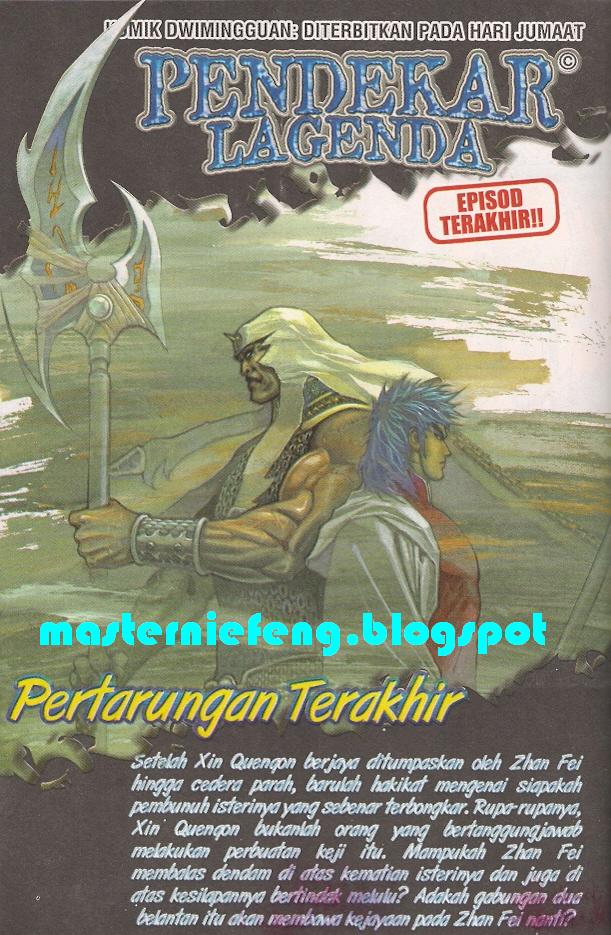 KOMIK DWIMINGGUAN: DITERBITKAN PADA HARI JUMAAT
PENDEKAR©
LAGENDA
EPISOD
TERAKHIR!!
masterniefeng.blogspot
Pertarungan Terakhir
Setelah Xin Quenqon berjaya ditumpaskan oleh Zhan Fei
hingga cedera parah, barulah hakikat mengenai siapakah
pembunuh isterinya yang sebenar terbongkar. Rupa-rupanya,
Xin Quenqon bukanlah orang yang bertanggungjawab
melakukan perbuatan keji itu. Mampukah Zhan Fei
membalas dendam di atas kematian isterinya dan juga di
atas kesilapannya bertindak melulu? Adakah gabungan dua
belantan itu akan membawa kejayaan pada Zhan Fei nanti?